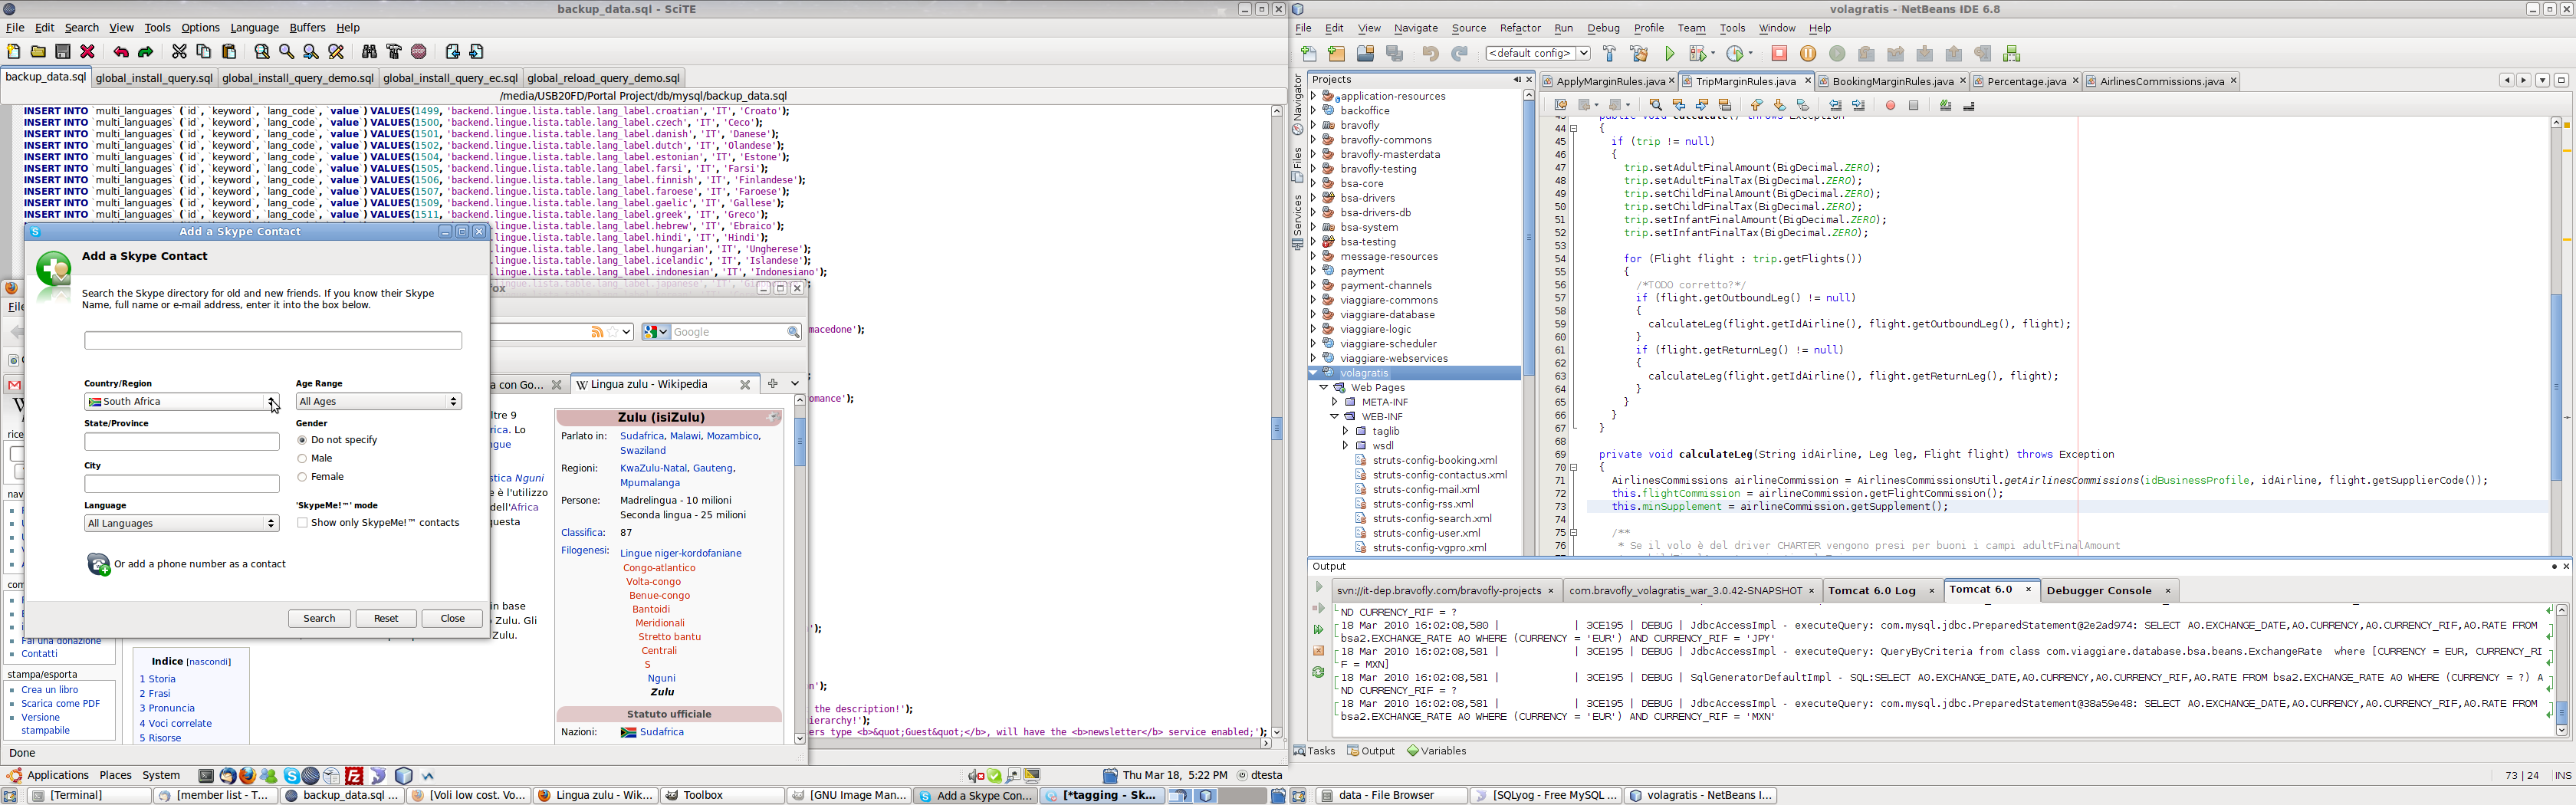 backup_data.sql - SciTE
File Edit Search View Tools Options Language Buffers Help
backup_data.sql global_install_query.sql global_install_query_demo.sql global_install_query_ec.sql global_reload_query_demo.sql
/media/USB20FD/Portal Project/db/mysql/backup_data.sql
INSERT INTO `multi_languages` (`id`, `keyword`, `lang_code`, `value`) VALUES(1499, 'backend.lingue.lista.table.lang_label.croatian', 'IT', 'Croato');
INSERT INTO `multi_languages` (`id`, `keyword`, `lang_code`, `value`) VALUES(1500, 'backend.lingue.lista.table.lang_label.czech', 'IT', 'Ceco');
INSERT INTO `multi_languages` (`id`, `keyword`, `lang_code`, `value`) VALUES(1501, 'backend.lingue.lista.table.lang_label.danish', 'IT', 'Danese');
INSERT INTO `multi_languages` (`id`, `keyword`, `lang_code`, `value`) VALUES(1502, 'backend.lingue.lista.table.lang_label.dutch', 'IT', 'Olandese');
INSERT INTO `multi_languages` (`id`, `keyword`, `lang_code`, `value`) VALUES(1504, 'backend.lingue.lista.table.lang_label.estonian', 'IT', 'Estone');
INSERT INTO `multi_languages` (`id`, `keyword`, `lang_code`, `value`) VALUES(1505, 'backend.lingue.lista.table.lang_label.farsi', 'IT', 'Farsi');
INSERT INTO `multi_languages` (`id`, `keyword`, `lang_code`, `value`) VALUES(1506, 'backend.lingue.lista.table.lang_label.finnish', 'IT', 'Finlandese');
INSERT INTO `multi_languages` (`id`, `keyword`, `lang_code`, `value`) VALUES(1507, 'backend.lingue.lista.table.lang_label.faroese', 'IT', 'Faroese');
INSERT INTO `multi_languages` (`id`, `keyword`, `lang_code`, `value`) VALUES(1509, 'backend.lingue.lista.table.lang_label.gaelic', 'IT', 'Gallese');
INSERT INTO `multi_languages` (`id`, `keyword`, `lang_code`, `value`) VALUES(1511, 'backend.lingue.lista.table.lang_label.greek', 'IT', 'Greco');
.lingue.lista.table.lang_label.hebrew', 'IT', 'Ebraico');
.lingue.lista.table.lang_label.hindi', 'IT', 'Hindi');
.lingue.lista.table.lang_label.hungarian', 'IT', 'Ungherese');
.lingue.lista.table.lang_label.icelandic', 'IT', 'Islandese');
.lingue.lista.table.lang_label.indonesian', 'IT', 'Indonesiano');
macedone');
omance');
the description!');
ierarchy!');
ers type <b>&quot;Guest&quot;</b>, will have the <b>newsletter</b> service enabled;');
Add a Skype Contact
Add a Skype Contact
Search the Skype directory for old and new friends. If you know their Skype
Name, full name or e-mail address, enter it into the box below.
Country/Region Age Range
South Africa All Ages
State/Province Gender
Do not specify
Male
City
Female
Language 'SkypeMe!™' mode
All Languages Show only SkypeMe!™ contacts
Or add a phone number as a contact
Search Reset Close
Google
a con Go... Lingua zulu - Wikipedia
ltre 9
rica. Lo
ngue
stica Nguni
e è l'utilizzo
dell'Africa
uesta
in base
Zulu. Gli
Zulu.
Zulu (isiZulu)
Parlato in: Sudafrica, Malawi, Mozambico,
Swaziland
Regioni: KwaZulu-Natal, Gauteng,
Mpumalanga
Persone: Madrelingua - 10 milioni
Seconda lingua - 25 milioni
Classifica: 87
Filogenesi: Lingue niger-kordofaniane
Congo-atlantico
Volta-congo
Benue-congo
Bantoidi
Meridionali
Stretto bantu
Centrali
S
Nguni
Zulu
Statuto ufficiale
Nazioni: Sudafrica
Fai una donazione
Contatti
stampa/esporta
Crea un libro
Scarica come PDF
Versione
stampabile
Indice [nascondi]
1 Storia
2 Frasi
3 Pronuncia
4 Voci correlate
5 Risorse
Done
Applications Places System
Thu Mar 18, 5:22 PM dtesta
[Terminal] [member list - T... backup_data.sql ... [Voli low cost. Vo... Lingua zulu - Wik... Toolbox [GNU Image Man... Add a Skype Con... [*tagging - Sk...
volagratis - NetBeans IDE 6.8
File Edit View Navigate Source Refactor Run Debug Profile Team Tools Window Help
<default config>
Navigator
Files
Services
Projects
application-resources
backoffice
bravofly
bravofly-commons
bravofly-masterdata
bravofly-testing
bsa-core
bsa-drivers
bsa-drivers-db
bsa-system
bsa-testing
message-resources
payment
payment-channels
viaggiare-commons
viaggiare-database
viaggiare-logic
viaggiare-scheduler
viaggiare-webservices
volagratis
Web Pages
META-INF
WEB-INF
taglib
wsdl
struts-config-booking.xml
struts-config-contactus.xml
struts-config-mail.xml
struts-config-rss.xml
struts-config-search.xml
struts-config-user.xml
struts-config-vgpro.xml
ApplyMarginRules.java TripMarginRules.java BookingMarginRules.java Percentage.java AirlinesCommissions.java
43 public void calculate() throws Exception
44 {
45 if (trip != null)
46 {
47 trip.setAdultFinalAmount(BigDecimal.ZERO);
48 trip.setAdultFinalTax(BigDecimal.ZERO);
49 trip.setChildFinalAmount(BigDecimal.ZERO);
50 trip.setChildFinalTax(BigDecimal.ZERO);
51 trip.setInfantFinalAmount(BigDecimal.ZERO);
52 trip.setInfantFinalTax(BigDecimal.ZERO);
53
54 for (Flight flight : trip.getFlights())
55 {
56 /*TODO corretto?*/
57 if (flight.getOutboundLeg() != null)
58 {
59 calculateLeg(flight.getIdAirline(), flight.getOutboundLeg(), flight);
60 }
61 if (flight.getReturnLeg() != null)
62 {
63 calculateLeg(flight.getIdAirline(), flight.getReturnLeg(), flight);
64 }
65 }
66 }
67 }
68
69 private void calculateLeg(String idAirline, Leg leg, Flight flight) throws Exception
70 {
71 AirlinesCommissions airlineCommission = AirlinesCommissionsUtil.getAirlinesCommissions(idBusinessProfile, idAirline, flight.getSupplierCode());
72 this.flightCommission = airlineCommission.getFlightCommission();
73 this.minSupplement = airlineCommission.getSupplement();
74
75 /**
76 * Se il volo è del driver CHARTER vengono presi per buoni i campi adultFinalAmount
Output
svn://it-dep.bravofly.com/bravofly-projects com.bravofly_volagratis_war_3.0.42-SNAPSHOT Tomcat 6.0 Log Tomcat 6.0 Debugger Console
ND CURRENCY_RIF = ?
18 Mar 2010 16:02:08,580 | | 3CE195 | DEBUG | JdbcAccessImpl - executeQuery: com.mysql.jdbc.PreparedStatement@2e2ad974: SELECT A0.EXCHANGE_DATE,A0.CURRENCY,A0.CURRENCY_RIF,A0.RATE FROM
bsa2.EXCHANGE_RATE A0 WHERE (CURRENCY = 'EUR') AND CURRENCY_RIF = 'JPY'
18 Mar 2010 16:02:08,581 | | 3CE195 | DEBUG | JdbcAccessImpl - executeQuery: QueryByCriteria from class com.viaggiare.database.bsa.beans.ExchangeRate where [CURRENCY = EUR, CURRENCY_RI
F = MXN]
18 Mar 2010 16:02:08,581 | | 3CE195 | DEBUG | SqlGeneratorDefaultImpl - SQL:SELECT A0.EXCHANGE_DATE,A0.CURRENCY,A0.CURRENCY_RIF,A0.RATE FROM bsa2.EXCHANGE_RATE A0 WHERE (CURRENCY = ?) A
ND CURRENCY_RIF = ?
18 Mar 2010 16:02:08,581 | | 3CE195 | DEBUG | JdbcAccessImpl - executeQuery: com.mysql.jdbc.PreparedStatement@38a59e48: SELECT A0.EXCHANGE_DATE,A0.CURRENCY,A0.CURRENCY_RIF,A0.RATE FROM
bsa2.EXCHANGE_RATE A0 WHERE (CURRENCY = 'EUR') AND CURRENCY_RIF = 'MXN'
Tasks Output Variables
73 | 24 INS
data - File Browser [SQLyog - Free MySQL ... volagratis - NetBeans I...